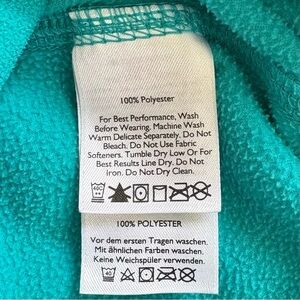 100% Polyester
For Best Performance, Wash
Before Wearing. Machine Wash
Warm Delicate Separately. Do Not
Bleach. Do Not Use Fabric
Softeners. Tumble Dry Low Or For
Best Results Line Dry. Do Not
iron. Do Not Dry Clean.
100% POLYESTER
Vor dem ersten Tragen waschen.
Mit ähnlichen Farben waschen.
Keine Weichspüler verwenden.